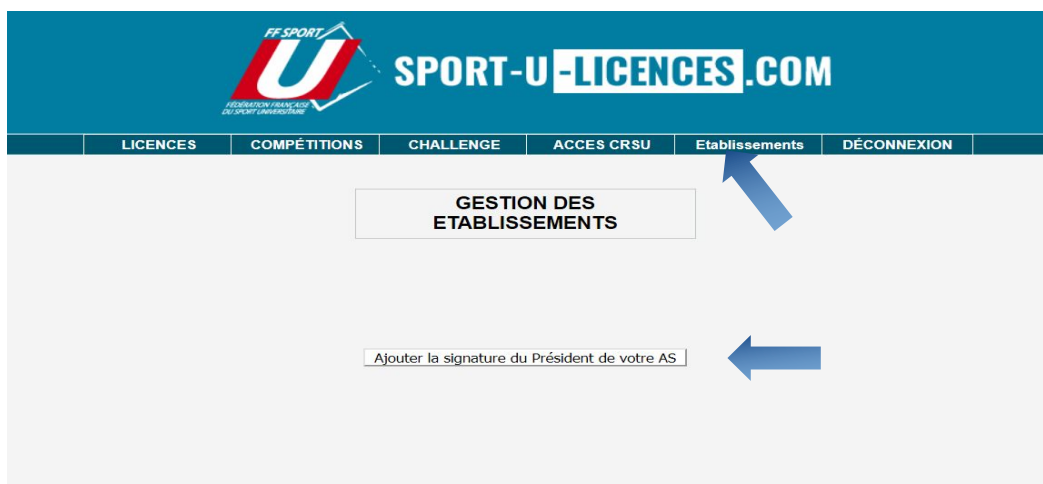 FF SPORT
U
FÉDÉRATION FRANÇAISE
DU SPORT UNIVERSITAIRE
SPORT-U-LICENCES.COM
LICENCES COMPÉTITIONS CHALLENGE ACCES CRSU Etablissements DÉCONNEXION
GESTION DES
ETABLISSEMENTS
Ajouter la signature du Président de votre AS